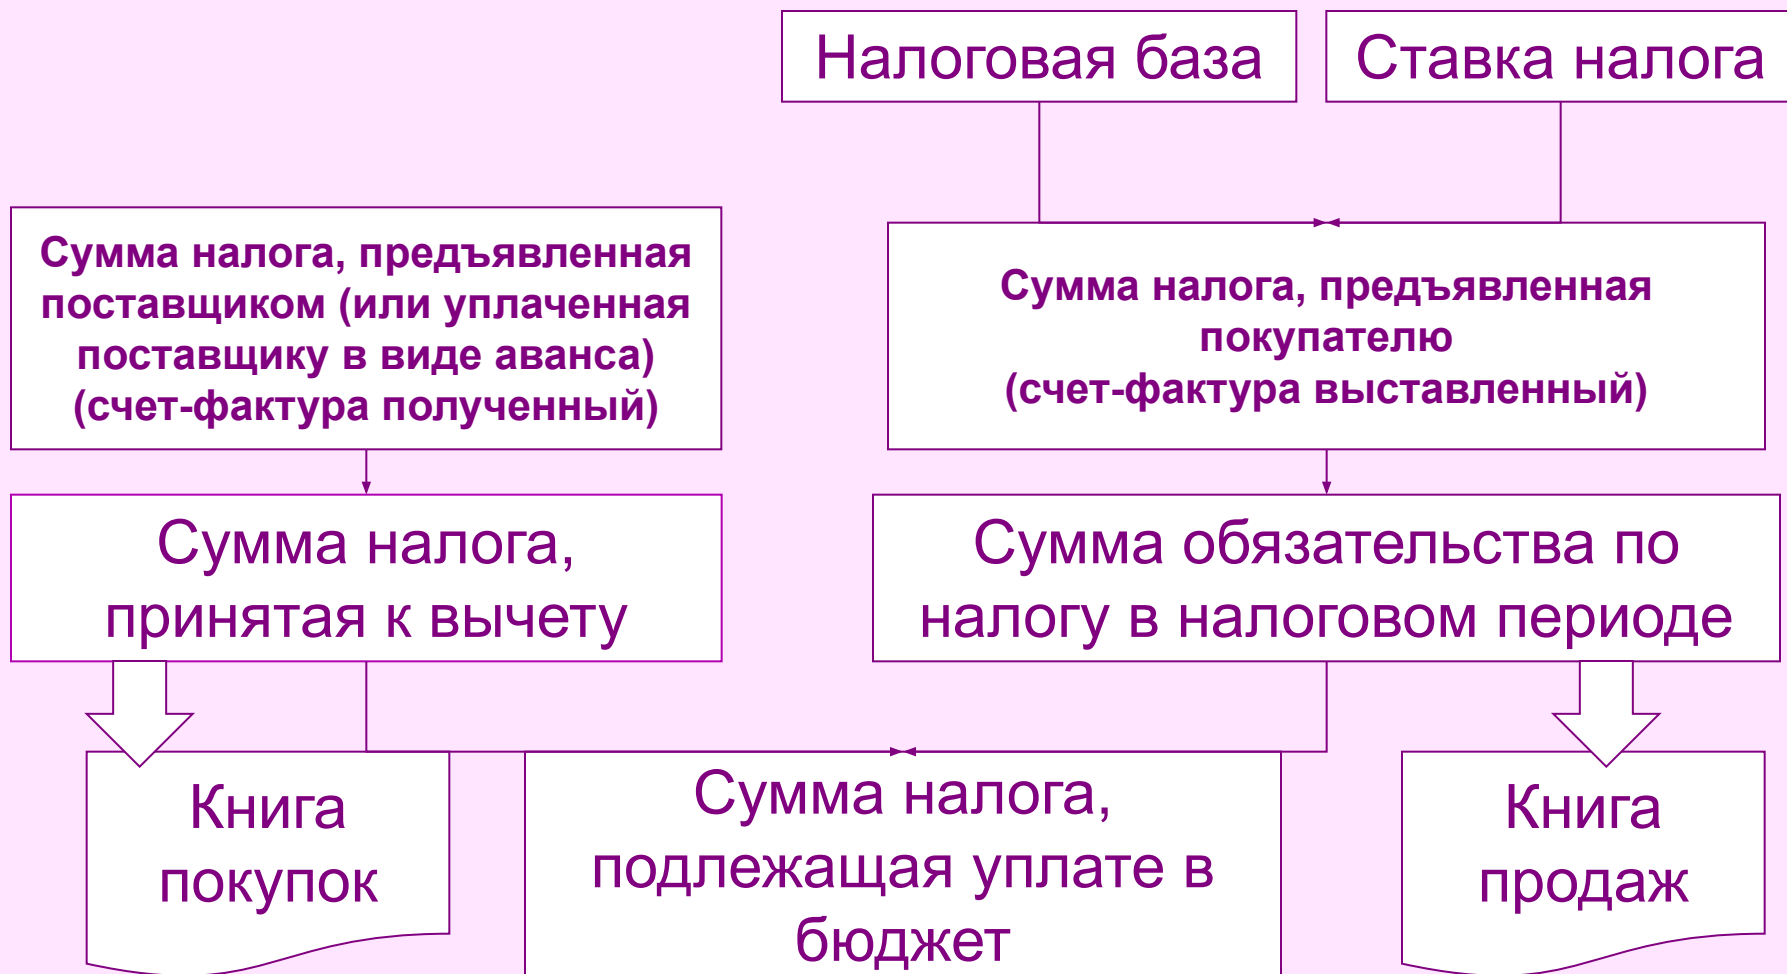 Налоговая база
Ставка налога
Сумма налога, предъявленная
поставщиком (или уплаченная
поставщику в виде аванса)
(счет-фактура полученный)
Сумма налога, предъявленная
покупателю
(счет-фактура выставленный)
Сумма налога,
принятая к вычету
Сумма обязательства по
налогу в налоговом периоде
Книга
покупок
Сумма налога,
подлежащая уплате в
бюджет
Книга
продаж